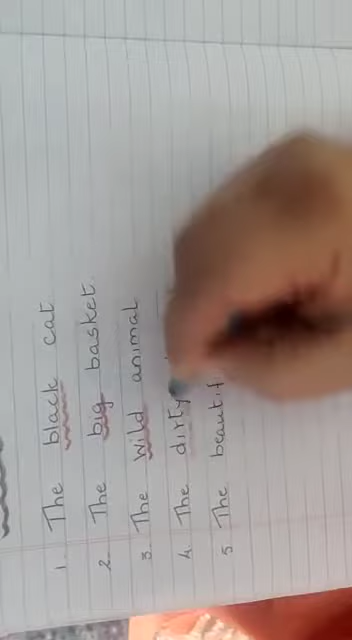 1. The black cat
2. The big basket.
3. The wild animal
4. The dirty
5 The